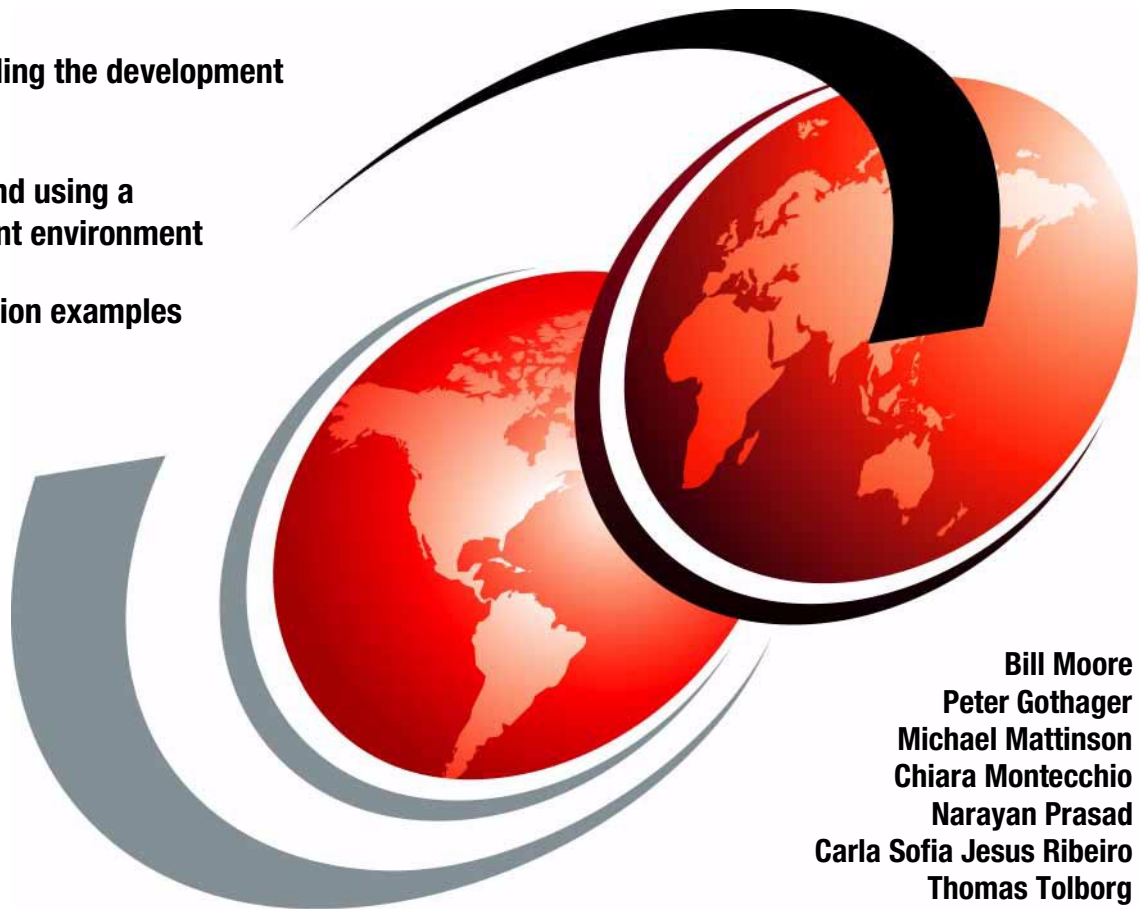 ling the development
nd using a
nt environment
ion examples
Bill Moore
Peter Gothager
Michael Mattinson
Chiara Montecchio
Narayan Prasad
Carla Sofia Jesus Ribeiro
Thomas Tolborg